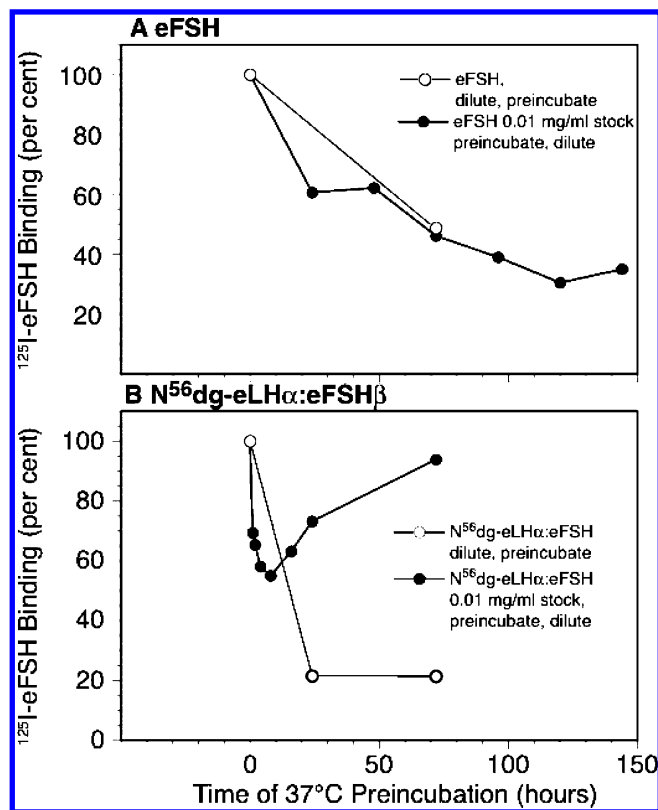 A eFSH
¹²⁵I-eFSH Binding (per cent)
100
80
60
40
20
eFSH,
dilute, preincubate
eFSH 0.01 mg/ml stock
preincubate, dilute
B N⁵⁶dg-eLHα:eFSHβ
¹²⁵I-eFSH Binding (per cent)
100
80
60
40
20
0
N⁵⁶dg-eLHα:eFSH
dilute, preincubate
N⁵⁶dg-eLHα:eFSH
0.01 mg/ml stock,
preincubate, dilute
0 50 100 150
Time of 37°C Preincubation (hours)